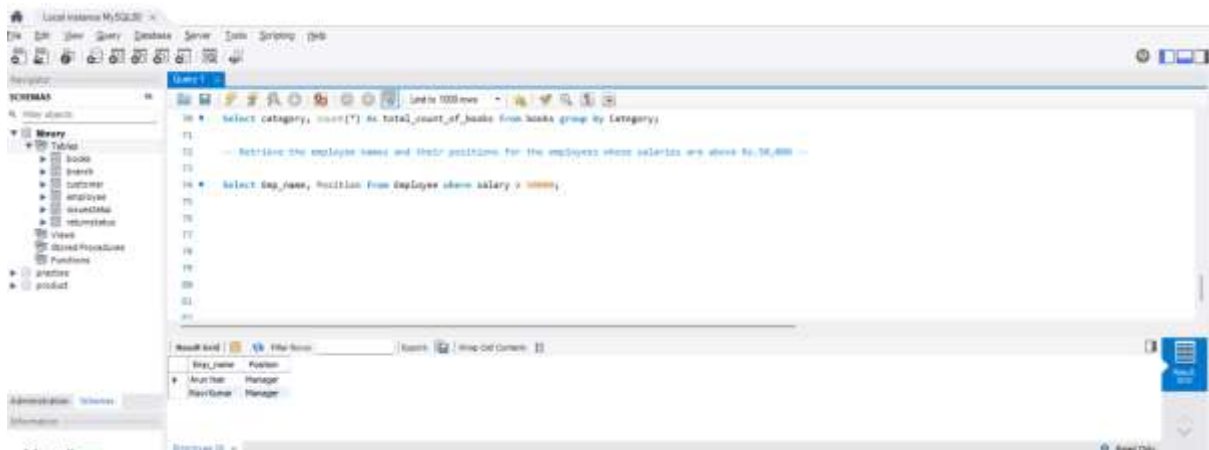 Local instance MySQL80
File Edit View Query Database Server Tools Scripting Help
Navigator
Query 1
SCHEMAS
Filter objects
Limit to 1000 rows
library
Tables
books
branch
customer
employee
issuestatus
returnstatus
Views
Stored Procedures
Functions
practice
product
70 Select category, count(*) As total_count_of_books from books group by Category;
71
72 -- Retrieve the employee names and their positions for the employees whose salaries are above Rs.50,000 --
73
74 Select Emp_name, Position from Employee where salary > 50000;
75
76
77
78
79
80
81
Result Grid Filter Rows: Export: Wrap Cell Content:
Emp_name Position
Manager
Ravi Kumar Manager
Result Grid
Administration Schemas
Information
Read Only